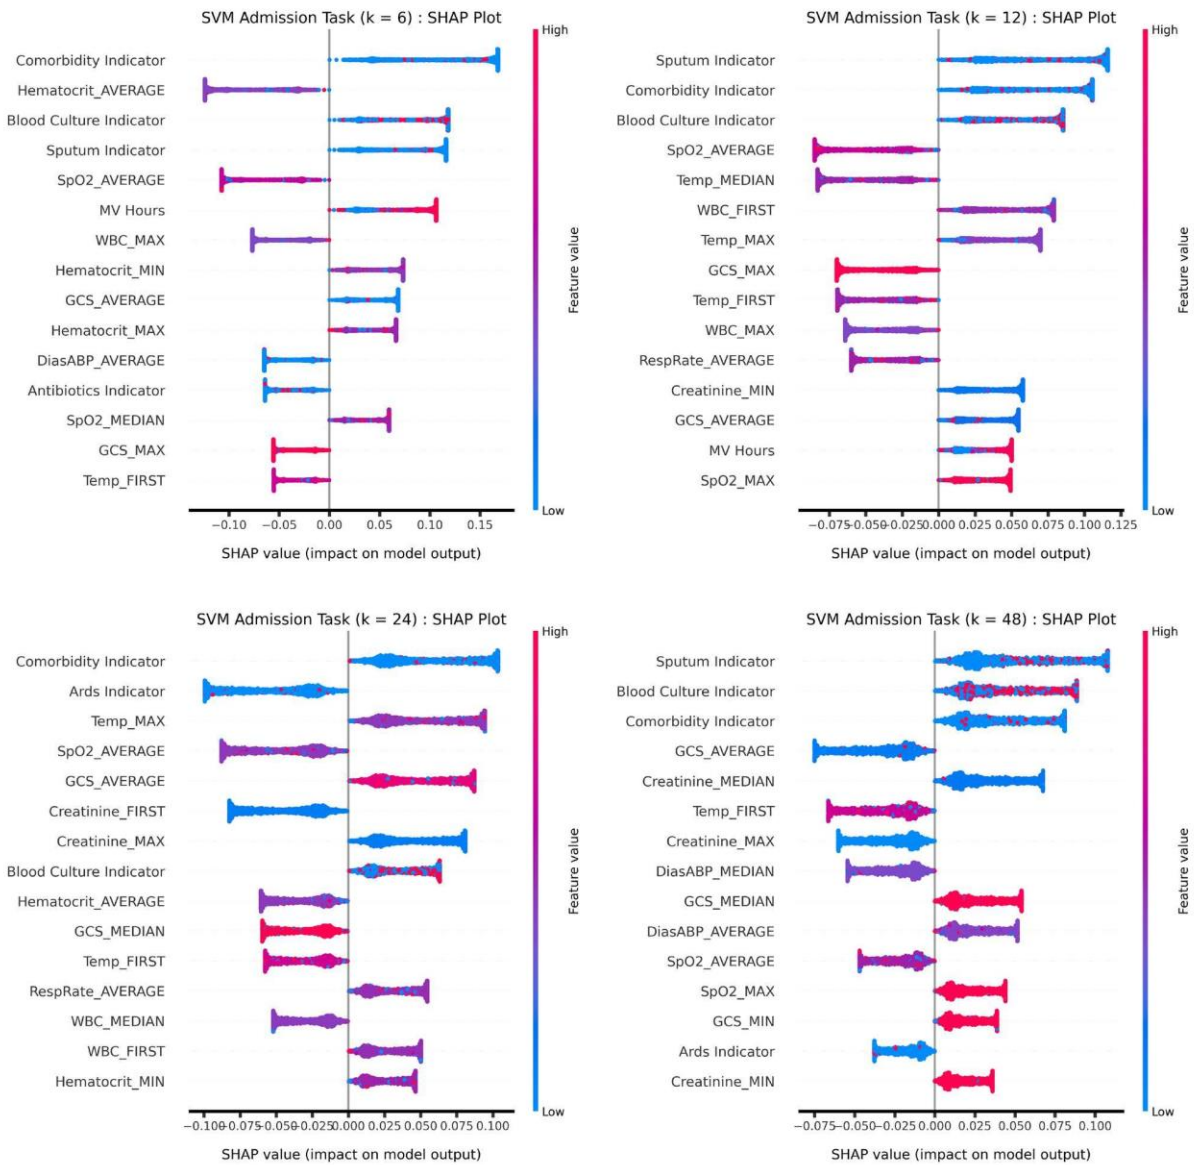 SVM Admission Task (k = 6) : SHAP Plot
High
Comorbidity Indicator
Hematocrit_AVERAGE
Blood Culture Indicator
Sputum Indicator
SpO2_AVERAGE
MV Hours
WBC_MAX
Hematocrit_MIN
GCS_AVERAGE
Hematocrit_MAX
DiasABP_AVERAGE
Antibiotics Indicator
SpO2_MEDIAN
GCS_MAX
Temp_FIRST
Feature value
Low
−0.10 −0.05 0.00 0.05 0.10 0.15
SHAP value (impact on model output)
SVM Admission Task (k = 12) : SHAP Plot
High
Sputum Indicator
Comorbidity Indicator
Blood Culture Indicator
SpO2_AVERAGE
Temp_MEDIAN
WBC_FIRST
Temp_MAX
GCS_MAX
Temp_FIRST
WBC_MAX
RespRate_AVERAGE
Creatinine_MIN
GCS_AVERAGE
MV Hours
SpO2_MAX
Feature value
Low
−0.075 −0.050 −0.025 0.000 0.025 0.050 0.075 0.100 0.125
SHAP value (impact on model output)
SVM Admission Task (k = 24) : SHAP Plot
High
Comorbidity Indicator
Ards Indicator
Temp_MAX
SpO2_AVERAGE
GCS_AVERAGE
Creatinine_FIRST
Creatinine_MAX
Blood Culture Indicator
Hematocrit_AVERAGE
GCS_MEDIAN
Temp_FIRST
RespRate_AVERAGE
WBC_MEDIAN
WBC_FIRST
Hematocrit_MIN
Feature value
Low
−0.100 −0.075 −0.050 −0.025 0.000 0.025 0.050 0.075 0.100
SHAP value (impact on model output)
SVM Admission Task (k = 48) : SHAP Plot
High
Sputum Indicator
Blood Culture Indicator
Comorbidity Indicator
GCS_AVERAGE
Creatinine_MEDIAN
Temp_FIRST
Creatinine_MAX
DiasABP_MEDIAN
GCS_MEDIAN
DiasABP_AVERAGE
SpO2_AVERAGE
SpO2_MAX
GCS_MIN
Ards Indicator
Creatinine_MIN
Feature value
Low
−0.075 −0.050 −0.025 0.000 0.025 0.050 0.075 0.100
SHAP value (impact on model output)